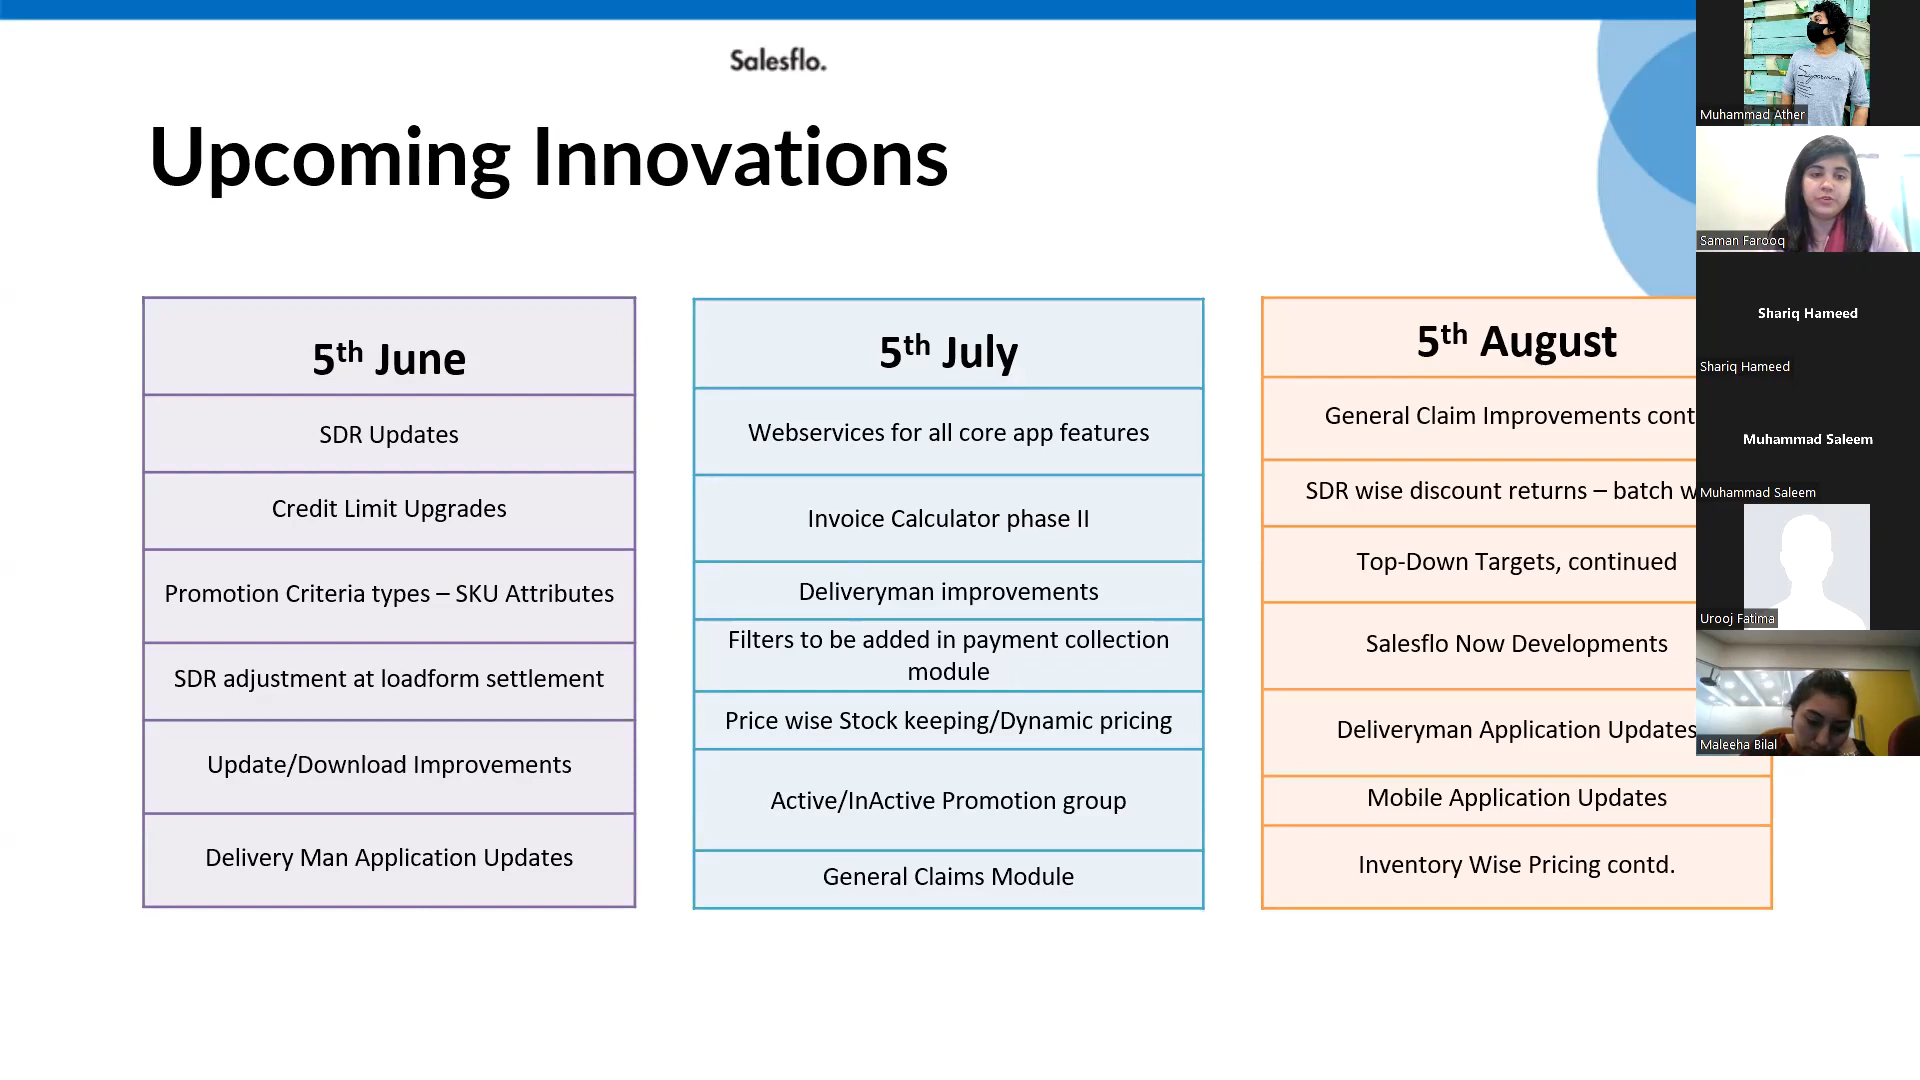 Salesflo.
Upcoming Innovations
5th June
SDR Updates
Credit Limit Upgrades
Promotion Criteria types – SKU Attributes
SDR adjustment at loadform settlement
Update/Download Improvements
Delivery Man Application Updates
5th July
Webservices for all core app features
Invoice Calculator phase II
Deliveryman improvements
Filters to be added in payment collection
module
Price wise Stock keeping/Dynamic pricing
Active/InActive Promotion group
General Claims Module
5th August
General Claim Improvements cont
SDR wise discount returns – batch w
Top-Down Targets, continued
Salesflo Now Developments
Deliveryman Application Updates
Mobile Application Updates
Inventory Wise Pricing contd.
Muhammad Ather
Saman Farooq
Shariq Hameed
Shariq Hameed
Muhammad Saleem
Muhammad Saleem
Urooj Fatima
Maleeha Bilal